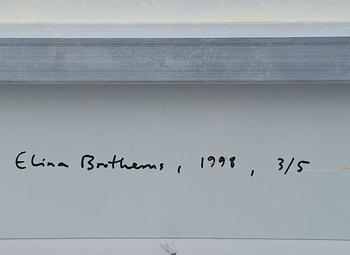 Elina Brotherus, 1998, 3/5